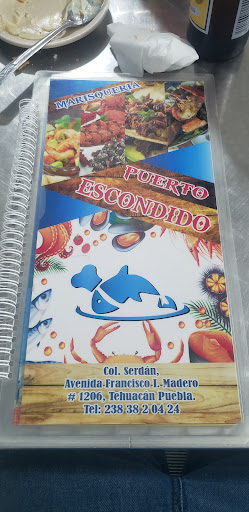 MARISQUERIA
PUERTO
ESCONDIDO
Col. Serdán,
Avenida Francisco I. Madero
# 1206, Tehuacán Puebla.
Tel: 238 38 2 04 24